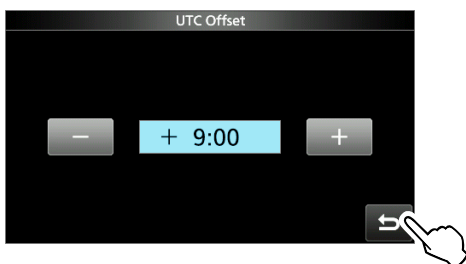 UTC Offset
− + 9:00 +